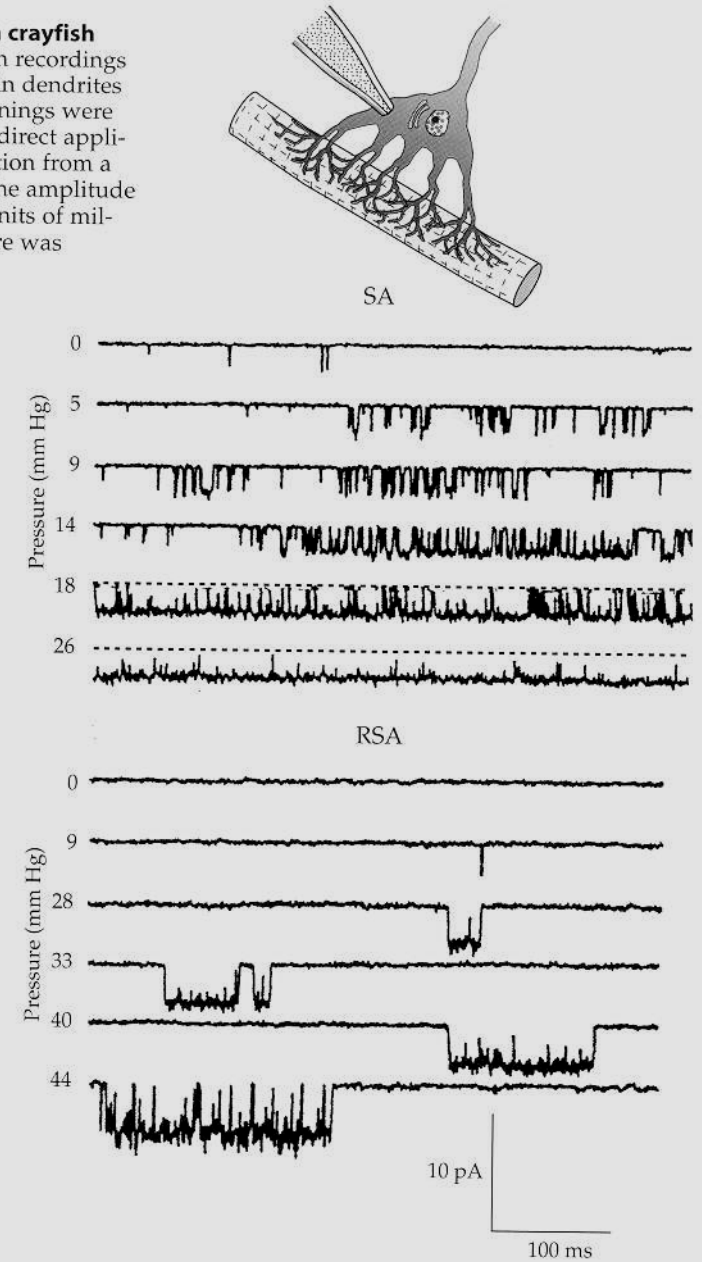 crayfish
n recordings
in dendrites
nings were
direct appli-
tion from a
he amplitude
nits of mil-
re was
SA
Pressure (mm Hg)
0
5
9
14
18
26
RSA
Pressure (mm Hg)
0
9
28
33
40
44
10 pA
100 ms